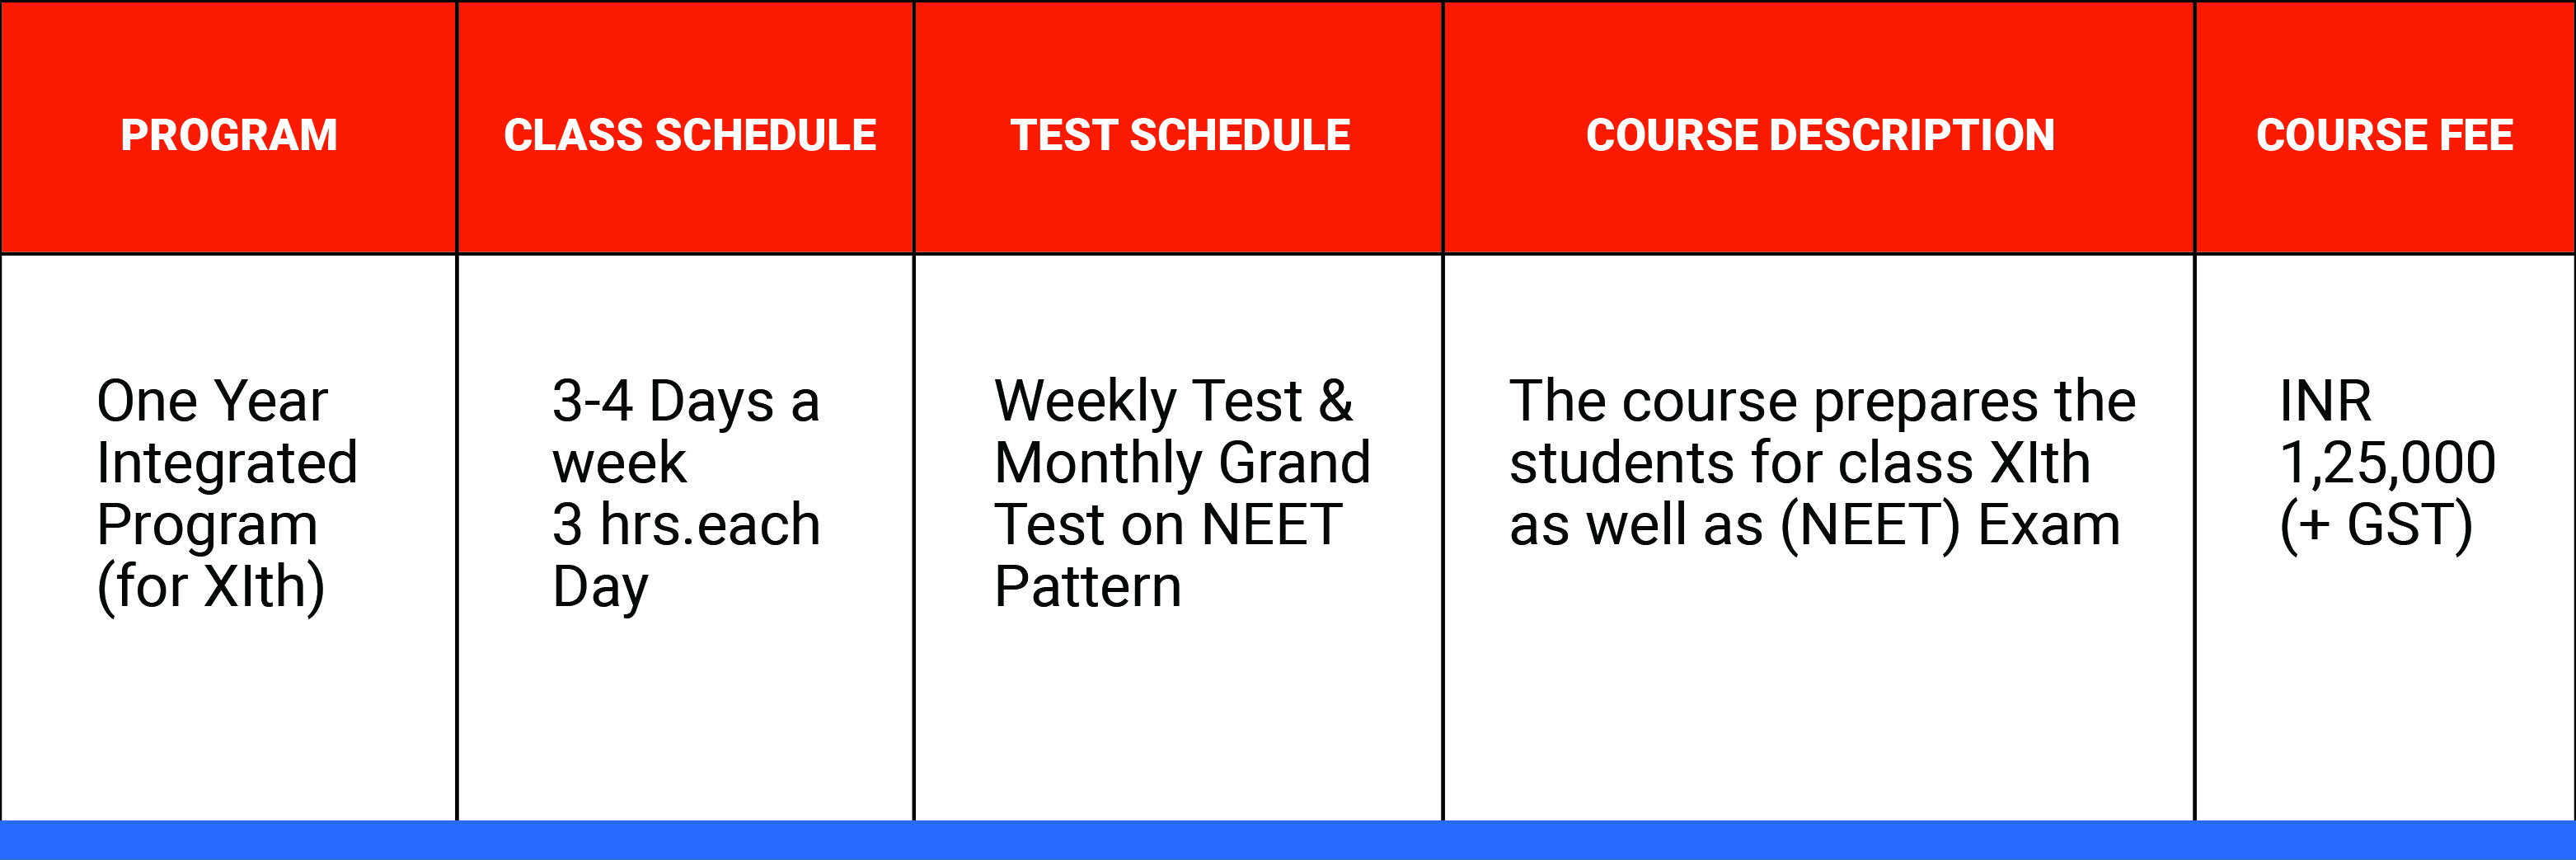 PROGRAM
CLASS SCHEDULE
TEST SCHEDULE
COURSE DESCRIPTION
COURSE FEE
One Year
Integrated
Program
(for XIth)
3-4 Days a
week
3 hrs.each
Day
Weekly Test &
Monthly Grand
Test on NEET
Pattern
The course prepares the
students for class XIth
as well as (NEET) Exam
INR
1,25,000
(+ GST)